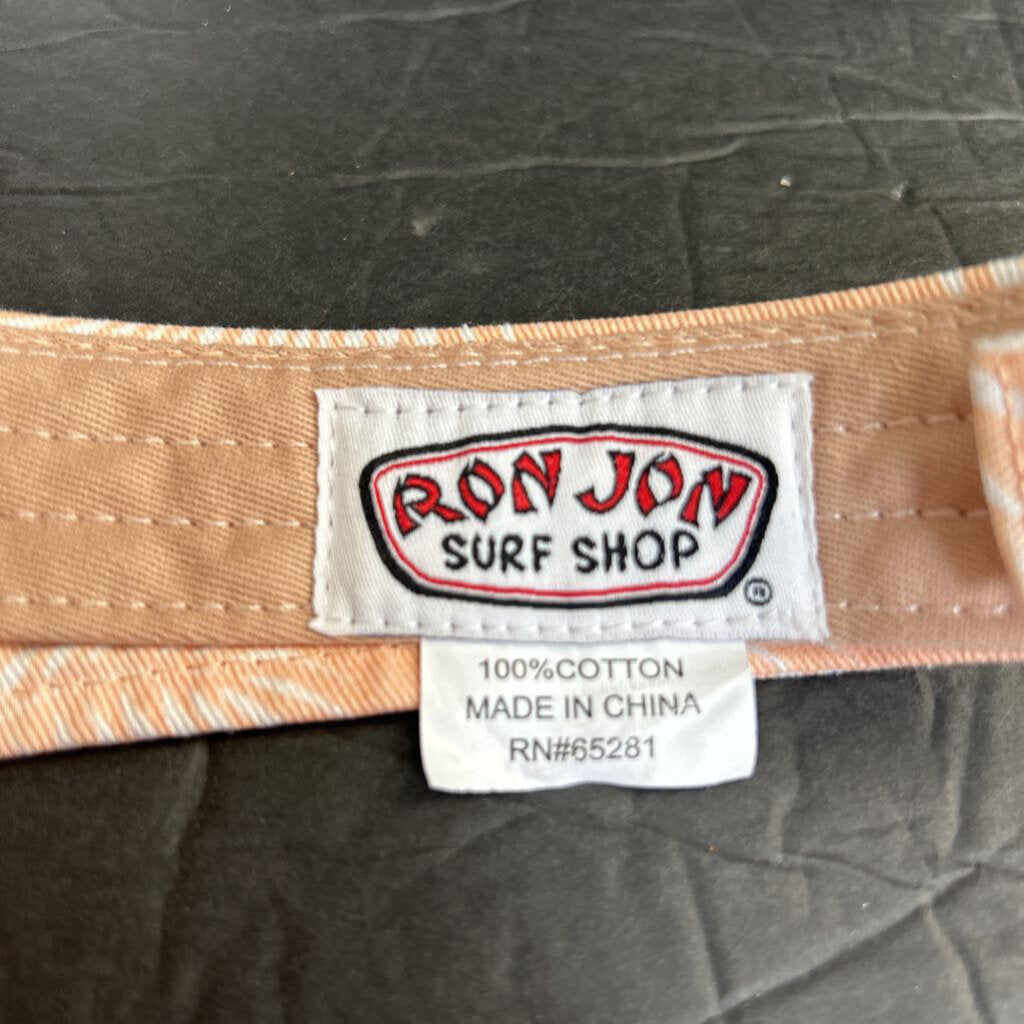 RON JON
SURF SHOP
®
100%COTTON
MADE IN CHINA
RN#65281